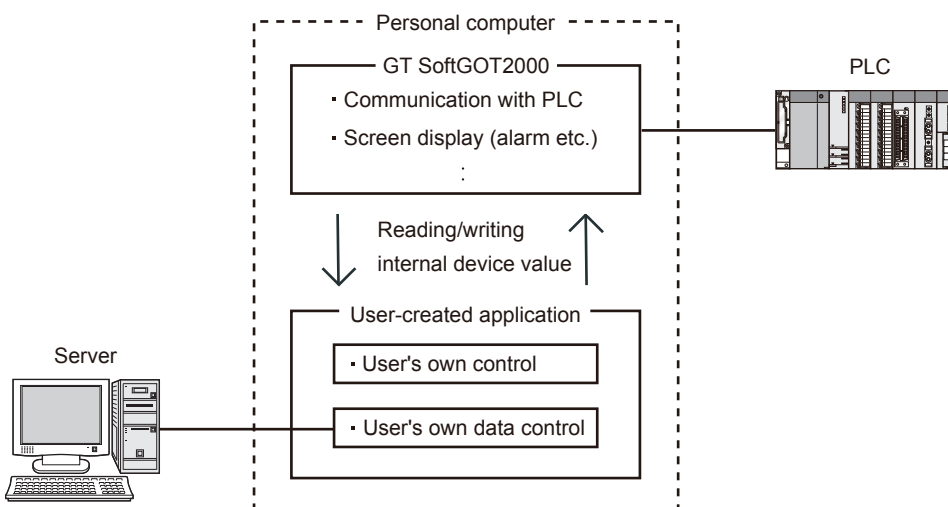 Personal computer
GT SoftGOT2000
PLC
· Communication with PLC
· Screen display (alarm etc.)
:
Reading/writing
internal device value
User-created application
Server
· User's own control
· User's own data control